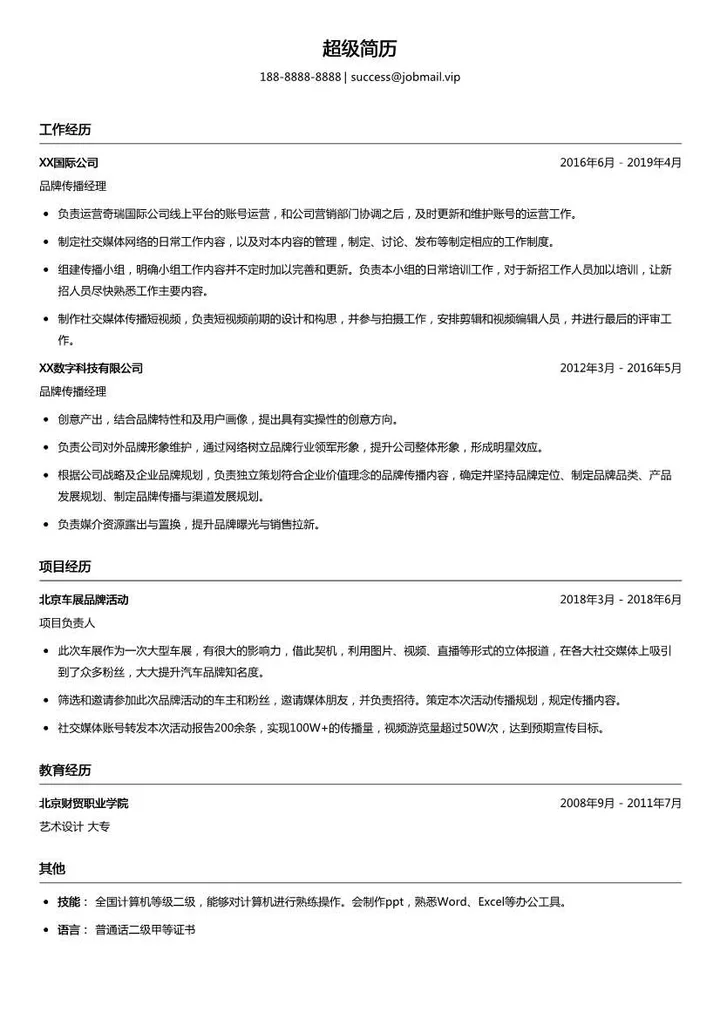 超级简历
188-8888-8888 | success@jobmail.vip
工作经历
XX国际公司 2016年6月 - 2019年4月
品牌传播经理
• 负责运营奇瑞国际公司线上平台的账号运营，和公司营销部门协调之后，及时更新和维护账号的运营工作。
• 制定社交媒体网络的日常工作内容，以及对本内容的管理，制定、讨论、发布等制定相应的工作制度。
• 组建传播小组，明确小组工作内容并不定时加以完善和更新。负责本小组的日常培训工作，对于新招工作人员加以培训，让新
招人员尽快熟悉工作主要内容。
• 制作社交媒体传播短视频，负责短视频前期的设计和构思，并参与拍摄工作，安排剪辑和视频编辑人员，并进行最后的评审工
作。
XX数字科技有限公司 2012年3月 - 2016年5月
品牌传播经理
• 创意产出，结合品牌特性和及用户画像，提出具有实操性的创意方向。
• 负责公司对外品牌形象维护，通过网络树立品牌行业领军形象，提升公司整体形象，形成明星效应。
• 根据公司战略及企业品牌规划，负责独立策划符合企业价值理念的品牌传播内容，确定并坚持品牌定位、制定品牌品类、产品
发展规划、制定品牌传播与渠道发展规划。
• 负责媒介资源露出与置换，提升品牌曝光与销售拉新。
项目经历
北京车展品牌活动 2018年3月 - 2018年6月
项目负责人
• 此次车展作为一次大型车展，有很大的影响力，借此契机，利用图片、视频、直播等形式的立体报道，在各大社交媒体上吸引
到了众多粉丝，大大提升汽车品牌知名度。
• 筛选和邀请参加此次品牌活动的车主和粉丝，邀请媒体朋友，并负责招待。策定本次活动传播规划，规定传播内容。
• 社交媒体账号转发本次活动报告200余条，实现100W+的传播量，视频游览量超过50W次，达到预期宣传目标。
教育经历
北京财贸职业学院 2008年9月 - 2011年7月
艺术设计 大专
其他
• 技能： 全国计算机等级二级，能够对计算机进行熟练操作。会制作ppt，熟悉Word、Excel等办公工具。
• 语言： 普通话二级甲等证书